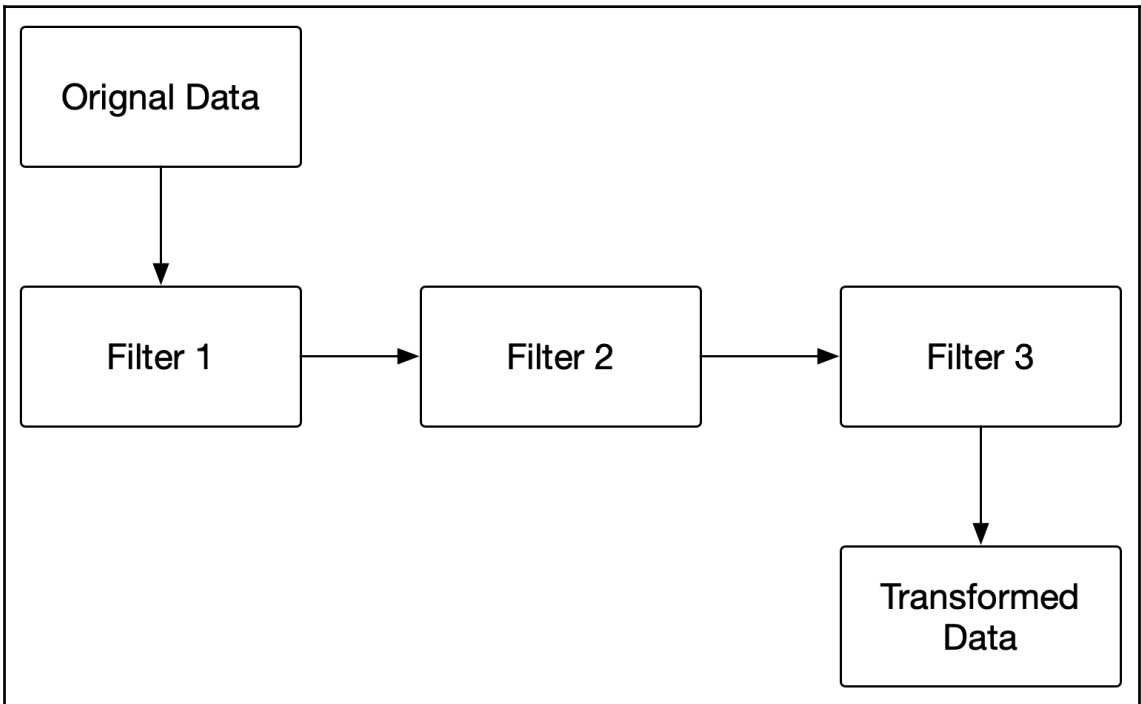 Orignal Data
Filter 1
Filter 2
Filter 3
Transformed
Data